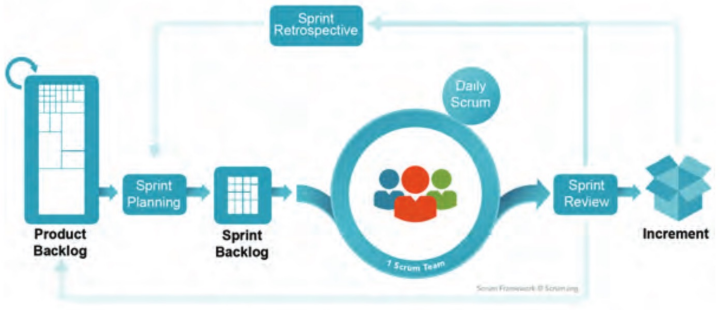 Sprint
Retrospective
Daily
Scrum
Sprint
Planning
Sprint
Review
Product
Backlog
Sprint
Backlog
Increment
1 Scrum Team
Scrum Framework © Scrum.org